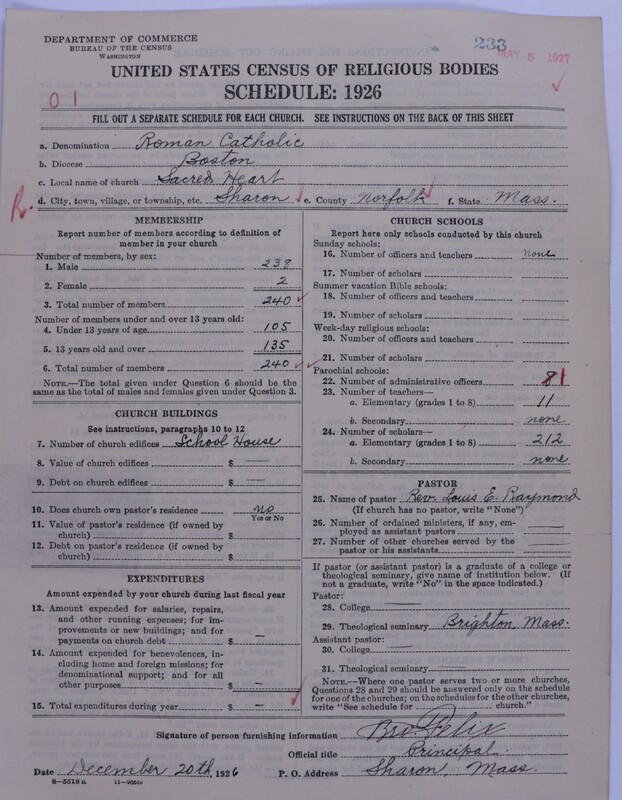 DEPARTMENT OF COMMERCE
BUREAU OF THE CENSUS
WASHINGTON
233
MAY 5 1927
UNITED STATES CENSUS OF RELIGIOUS BODIES
SCHEDULE: 1926
01
FILL OUT A SEPARATE SCHEDULE FOR EACH CHURCH. SEE INSTRUCTIONS ON THE BACK OF THIS SHEET
a. Denomination Roman Catholic
b. Diocese Boston
c. Local name of church Sacred Heart
R. d. City, town, village, or township, etc. Sharon e. County Norfolk f. State Mass.
MEMBERSHIP
Report number of members according to definition of
member in your church
Number of members, by sex:
1. Male 238
2. Female 2
3. Total number of members 240
Number of members under and over 13 years old:
4. Under 13 years of age 105
5. 13 years old and over 135
6. Total number of members 240
NOTE.—The total given under Question 6 should be
same as the total of males and females given under Question 3.
CHURCH BUILDINGS
See instructions, paragraphs 10 to 12
7. Number of church edifices School House
8. Value of church edifices $ —
9. Debt on church edifices $ —
10. Does church own pastor's residence No
Yes or No
11. Value of pastor's residence (if owned by
church) $
12. Debt on pastor's residence (if owned by
church) $
EXPENDITURES
Amount expended by your church during last fiscal year
13. Amount expended for salaries, repairs,
and other running expenses; for im-
provements or new buildings; and for
payments on church debt $ —
14. Amount expended for benevolences, in-
cluding home and foreign missions; for
denominational support; and for all
other purposes $ —
15. Total expenditures during year $ —
CHURCH SCHOOLS
Report here only schools conducted by this church
Sunday schools:
16. Number of officers and teachers none
17. Number of scholars
Summer vacation Bible schools:
18. Number of officers and teachers
19. Number of scholars
Week-day religious schools:
20. Number of officers and teachers
21. Number of scholars
Parochial schools:
22. Number of administrative officers 1
23. Number of teachers—
a. Elementary (grades 1 to 8) 11
b. Secondary none
24. Number of scholars—
a. Elementary (grades 1 to 8) 212
b. Secondary none
PASTOR
25. Name of pastor Rev. Louis E. Raymond
(If church has no pastor, write "None")
26. Number of ordained ministers, if any, em-
ployed as assistant pastors —
27. Number of other churches served by the
pastor or his assistants —
If pastor (or assistant pastor) is a graduate of a college or
theological seminary, give name of institution below. (If
not a graduate, write "No" in the space indicated.)
Pastor:
28. College —
29. Theological seminary Brighton, Mass.
Assistant pastor:
30. College —
31. Theological seminary —
NOTE.—Where one pastor serves two or more churches,
Questions 28 and 29 should be answered only on the schedule
for one of the churches; on the schedules for the other churches,
write "See schedule for church."
Signature of person furnishing information Bro. Felix
Official title Principal.
Date December 20th, 1926 P. O. Address Sharon, Mass.
8-5518a